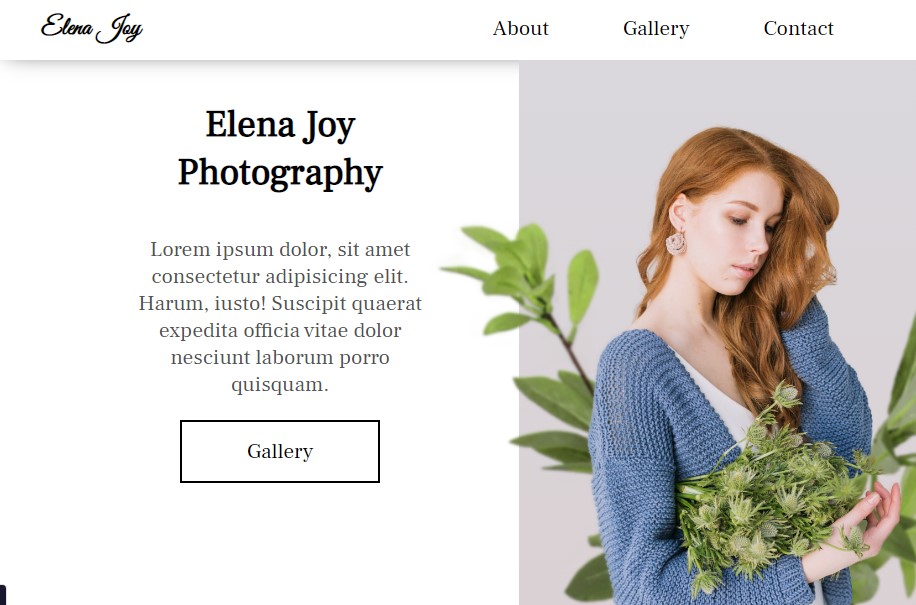 Elena Joy
About
Gallery
Contact
Elena Joy
Photography
Lorem ipsum dolor, sit amet
consectetur adipisicing elit.
Harum, iusto! Suscipit quaerat
expedita officia vitae dolor
nesciunt laborum porro
quisquam.
Gallery